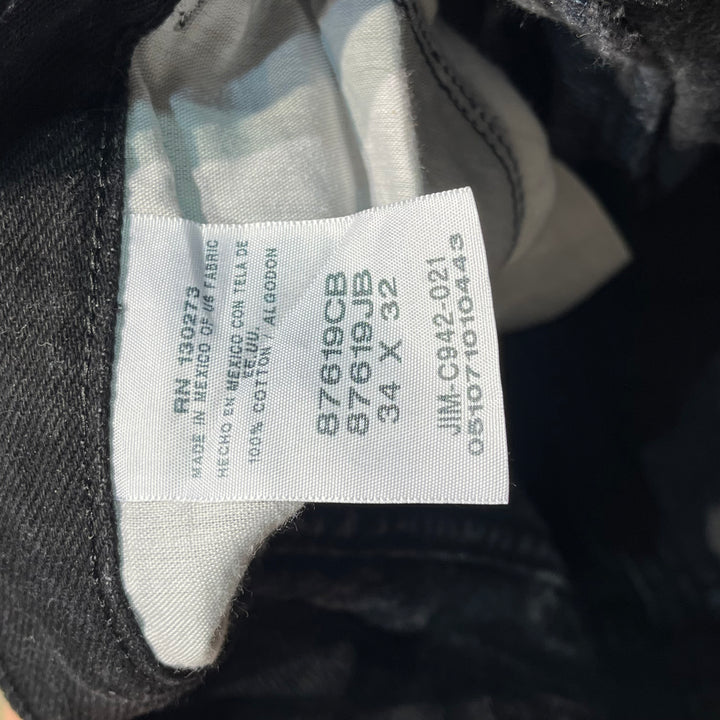 RN 130273
MADE IN MEXICO OF US FABRIC
HECHO EN MEXICO CON TELA DE
EE.UU.
100% COTTON / ALGODON
87619CB
87619JB
34 X 32
JIM-C942-021
051071010443